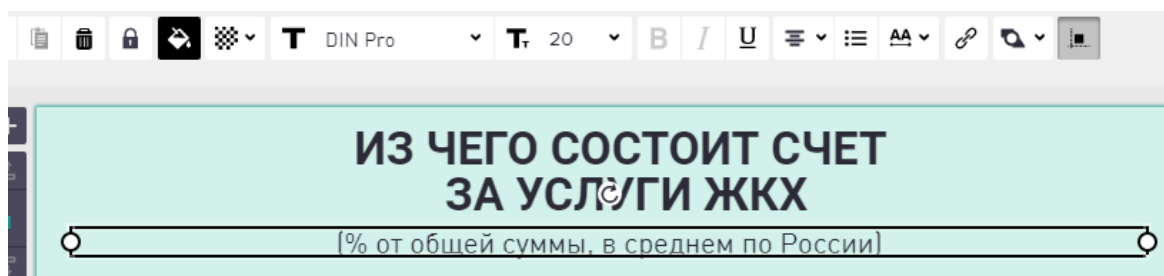 DIN Pro
20
B I U
AA
ИЗ ЧЕГО СОСТОИТ СЧЕТ
ЗА УСЛУГИ ЖКХ
(% от общей суммы, в среднем по России)